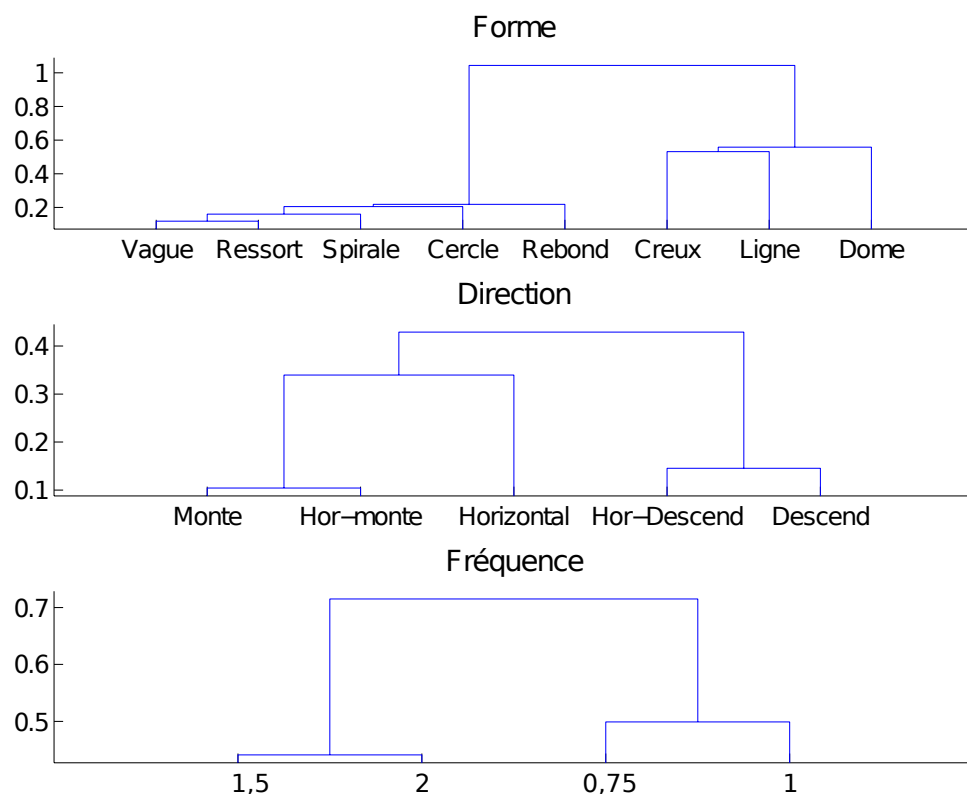 Forme
1
0.8
0.6
0.4
0.2
Vague Ressort Spirale Cercle Rebond Creux Ligne Dome
Direction
0.4
0.3
0.2
0.1
Monte Hor−monte Horizontal Hor−Descend Descend
Fréquence
0.7
0.6
0.5
1,5 2 0,75 1